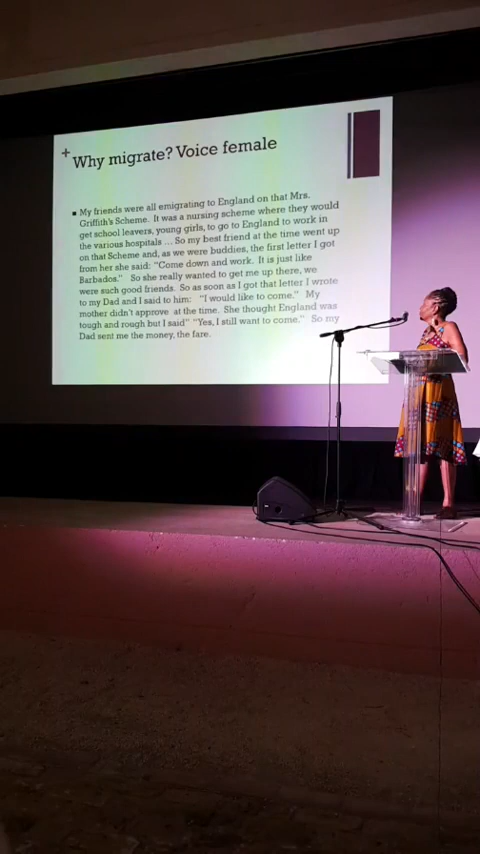 + Why migrate? Voice female
■ My friends were all emigrating to England on that Mrs.
Griffith's Scheme. It was a nursing scheme where they would
get school leavers, young girls, to go to England to work in
the various hospitals ... So my best friend at the time went up
on that Scheme and, as we were buddies, the first letter I got
from her she said: "Come down and work. It is just like
Barbados." So she really wanted to get me up there, we
were such good friends. So as soon as I got that letter I wrote
to my Dad and I said to him: "I would like to come." My
mother didn't approve at the time. She thought England was
tough and rough but I said" "Yes, I still want to come." So my
Dad sent me the money, the fare.